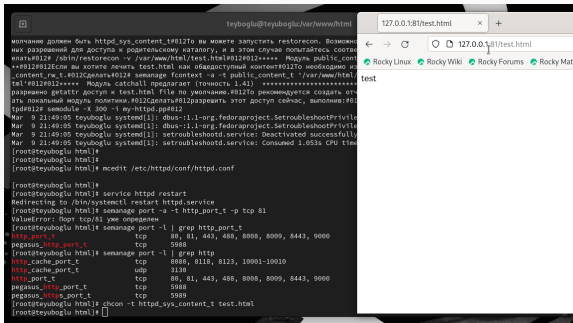 teyboglu@teyuboglu:/var/www/html
молчанию должен быть httpd_sys_content_t#012То вы можете запустить restorecon. Возможно
ных разрешений для доступа к родительскому каталогу, и в этом случае попытайтесь соотве
елать#012# /sbin/restorecon -v /var/www/html/test.html#012#012***** Модуль public_cont
**#012#012Если вы хотите лечить test.html как общедоступный контент#012То необходимо из
_content_rw_t.#012Сделать#012# semanage fcontext -a -t public_content_t '/var/www/html/
tml'#012#012***** Модуль catchall предлагает (точность 1.41) ********************
разрешено getattr доступ к test.html file по умолчанию.#012То рекомендуется создать отч
ать локальный модуль политики.#012Сделать#012разрешить этот доступ сейчас, выполнив:#01
tpd#012# semodule -X 300 -i my-httpd.pp#012
Mar 9 21:49:05 teyuboglu systemd[1]: dbus-:1.1-org.fedoraproject.SetroubleshootPrivile
Mar 9 21:49:05 teyuboglu systemd[1]: dbus-:1.1-org.fedoraproject.SetroubleshootPrivile
Mar 9 21:49:05 teyuboglu systemd[1]: setroubleshootd.service: Deactivated successfully
Mar 9 21:49:05 teyuboglu systemd[1]: setroubleshootd.service: Consumed 1.053s CPU time
[root@teyuboglu html]#
[root@teyuboglu html]#
[root@teyuboglu html]# mcedit /etc/httpd/conf/httpd.conf
[root@teyuboglu html]#
[root@teyuboglu html]# service httpd restart
Redirecting to /bin/systemctl restart httpd.service
[root@teyuboglu html]# semanage port -a -t http_port_t -p tcp 81
ValueError: Порт tcp/81 уже определен
[root@teyuboglu html]# semanage port -l | grep http_port_t
http_port_t tcp 80, 81, 443, 488, 8008, 8009, 8443, 9000
pegasus_http_port_t tcp 5988
[root@teyuboglu html]# semanage port -l | grep http
http_cache_port_t tcp 8080, 8118, 8123, 10001-10010
http_cache_port_t udp 3130
http_port_t tcp 80, 81, 443, 488, 8008, 8009, 8443, 9000
pegasus_http_port_t tcp 5988
pegasus_https_port_t tcp 5989
[root@teyuboglu html]# chcon -t httpd_sys_content_t test.html
[root@teyuboglu html]#
127.0.0.1:81/test.html
127.0.0.1:81/test.html
Rocky Linux Rocky Wiki Rocky Forums Rocky Mat
test